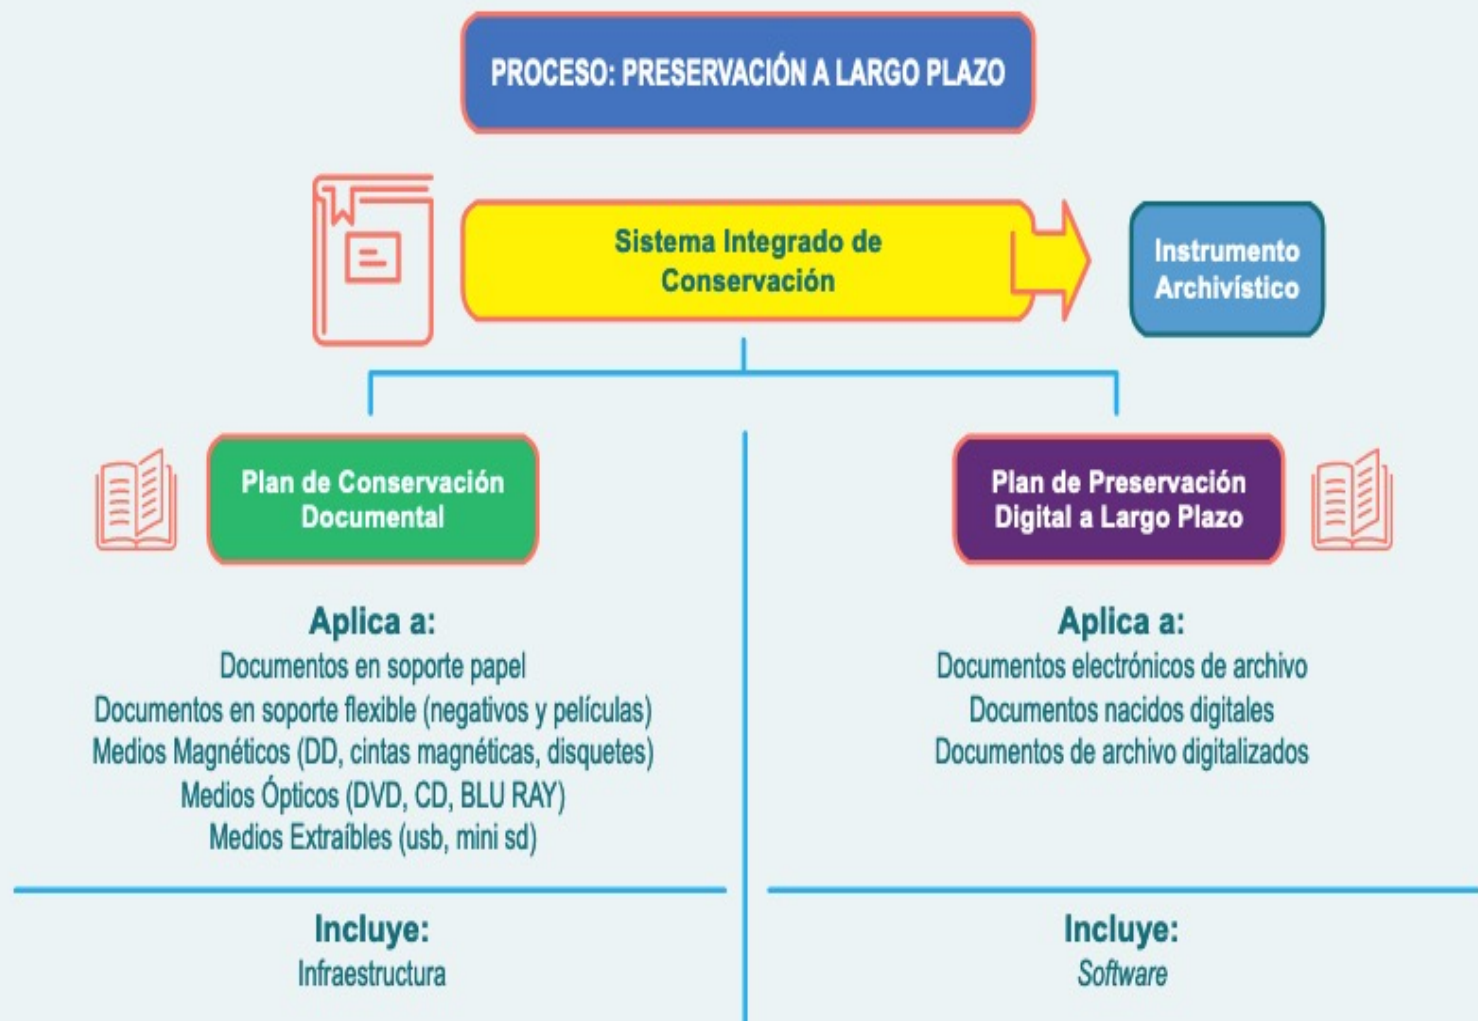 PROCESO: PRESERVACIÓN A LARGO PLAZO
Sistema Integrado de
Conservación
Instrumento
Archivístico
Plan de Conservación
Documental
Aplica a:
Documentos en soporte papel
Documentos en soporte flexible (negativos y películas)
Medios Magnéticos (DD, cintas magnéticas, disquetes)
Medios Ópticos (DVD, CD, BLU RAY)
Medios Extraíbles (usb, mini sd)
Incluye:
Infraestructura
Plan de Preservación
Digital a Largo Plazo
Aplica a:
Documentos electrónicos de archivo
Documentos nacidos digitales
Documentos de archivo digitalizados
Incluye:
Software